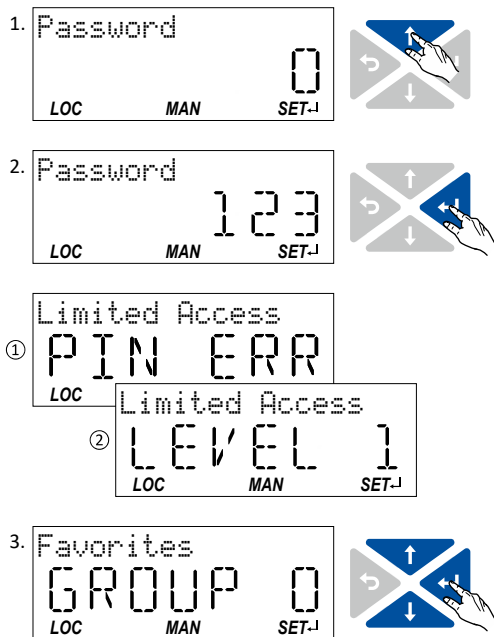 1. Password
0
LOC MAN SET↵
2. Password
123
LOC MAN SET↵
Limited Access
① PIN ERR
LOC
Limited Access
② LEVEL 1
LOC MAN SET↵
3. Favorites
GROUP 0
LOC MAN SET↵